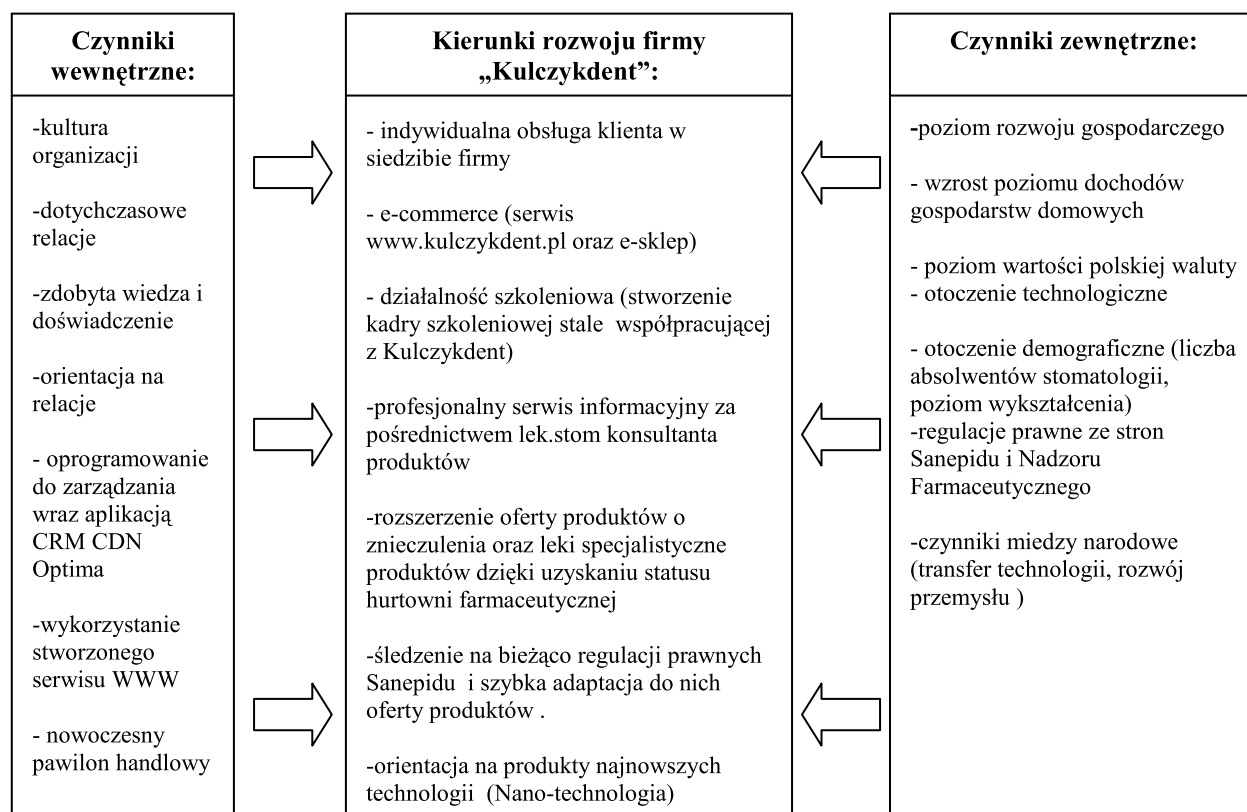 Czynniki
wewnętrzne:
-kultura
organizacji
-dotychczasowe
relacje
-zdobyta wiedza i
doświadczenie
-orientacja na
relacje
- oprogramowanie
do zarządzania
wraz aplikacją
CRM CDN
Optima
-wykorzystanie
stworzonego
serwisu WWW
- nowoczesny
pawilon handlowy
Kierunki rozwoju firmy
„Kulczykdent”:
- indywidualna obsługa klienta w
siedzibie firmy
- e-commerce (serwis
www.kulczykdent.pl oraz e-sklep)
- działalność szkoleniowa (stworzenie
kadry szkoleniowej stale współpracującej
z Kulczykdent)
-profesjonalny serwis informacyjny za
pośrednictwem lek.stom konsultanta
produktów
-rozszerzenie oferty produktów o
znieczulenia oraz leki specjalistyczne
produktów dzięki uzyskaniu statusu
hurtowni farmaceutycznej
-śledzenie na bieżąco regulacji prawnych
Sanepidu i szybka adaptacja do nich
oferty produktów .
-orientacja na produkty najnowszych
technologii (Nano-technologia)
Czynniki zewnętrzne:
-poziom rozwoju gospodarczego
- wzrost poziomu dochodów
gospodarstw domowych
- poziom wartości polskiej waluty
- otoczenie technologiczne
- otoczenie demograficzne (liczba
absolwentów stomatologii,
poziom wykształcenia)
-regulacje prawne ze stron
Sanepidu i Nadzoru
Farmaceutycznego
-czynniki miedzy narodowe
(transfer technologii, rozwój
przemysłu )